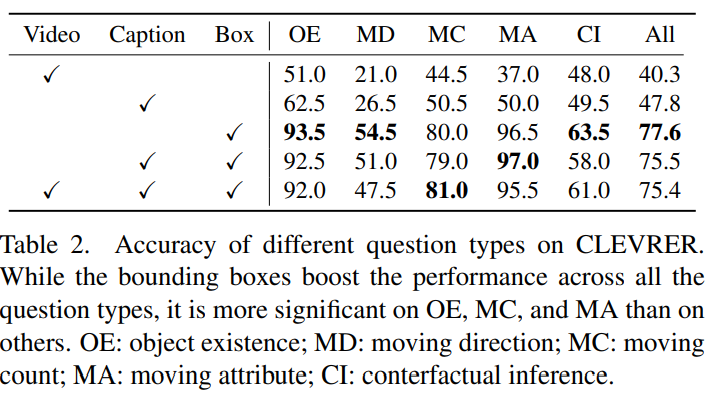 Video Caption Box OE MD MC MA CI All
✓ 51.0 21.0 44.5 37.0 48.0 40.3
✓ 62.5 26.5 50.5 50.0 49.5 47.8
✓ 93.5 54.5 80.0 96.5 63.5 77.6
✓ ✓ 92.5 51.0 79.0 97.0 58.0 75.5
✓ ✓ ✓ 92.0 47.5 81.0 95.5 61.0 75.4
Table 2. Accuracy of different question types on CLEVRER.
While the bounding boxes boost the performance across all the
question types, it is more significant on OE, MC, and MA than on
others. OE: object existence; MD: moving direction; MC: moving
count; MA: moving attribute; CI: conterfactual inference.